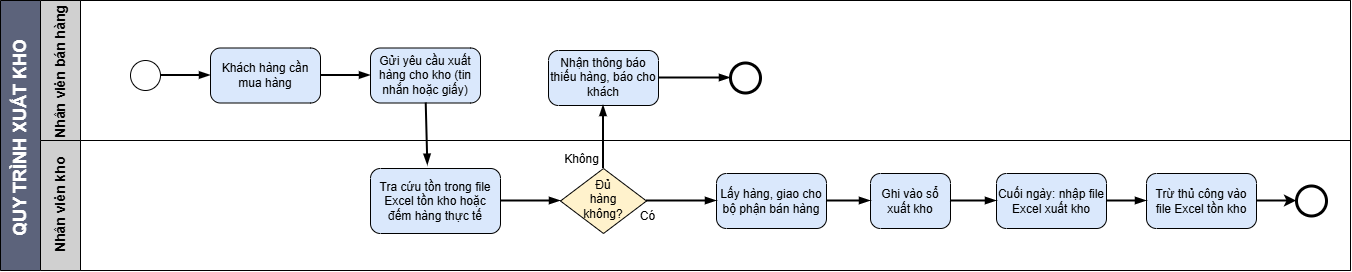 QUY TRÌNH XUẤT KHO
Nhân viên bán hàng
Khách hàng cần
mua hàng
Gửi yêu cầu xuất
hàng cho kho (tin
nhắn hoặc giấy)
Nhận thông báo
thiếu hàng, báo cho
khách
Nhân viên kho
Tra cứu tồn trong file
Excel tồn kho hoặc
đếm hàng thực tế
Không
Đủ
hàng
không?
Có
Lấy hàng, giao cho
bộ phận bán hàng
Ghi vào sổ
xuất kho
Cuối ngày: nhập file
Excel xuất kho
Trừ thủ công vào
file Excel tồn kho